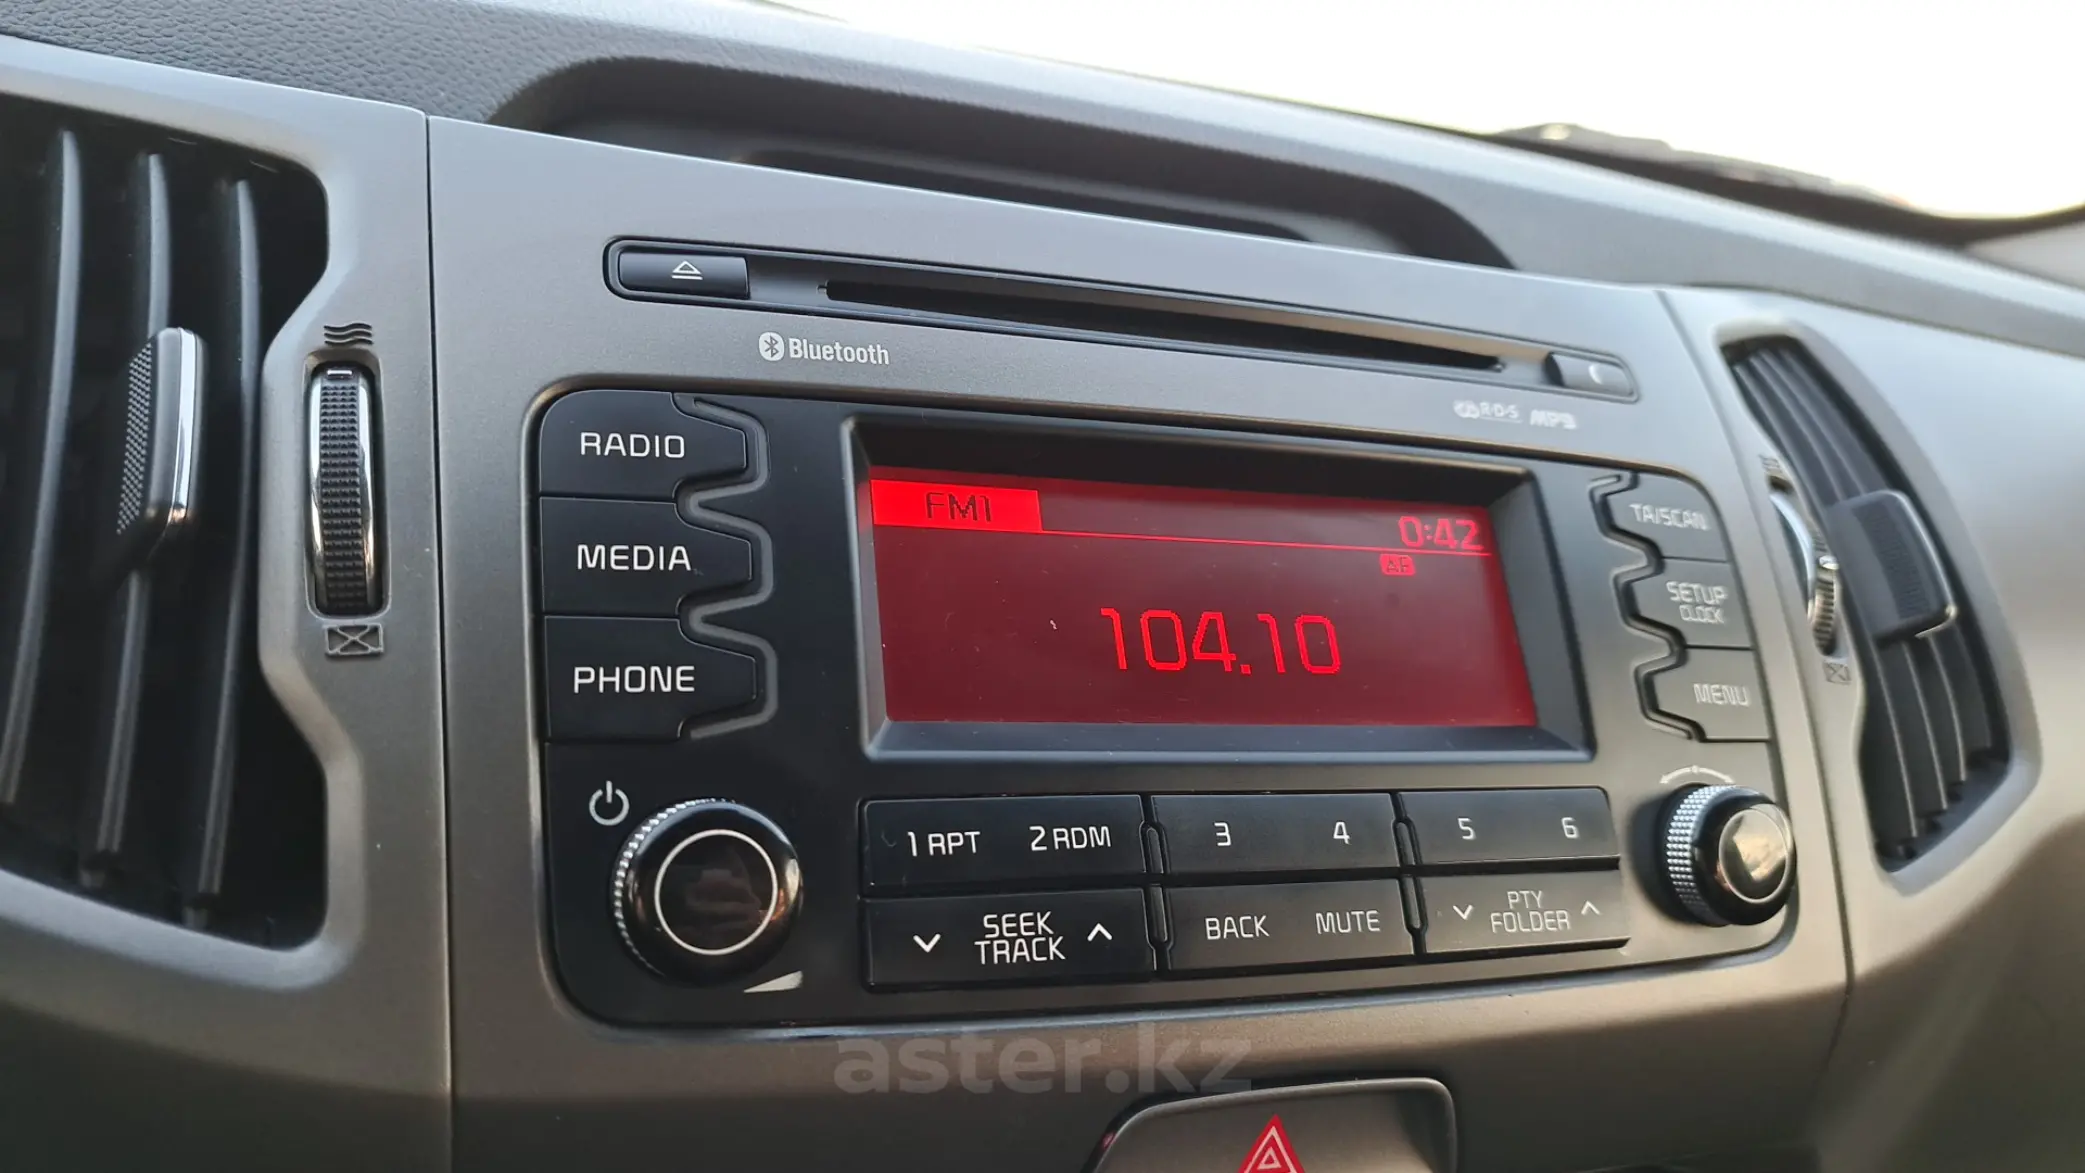 Bluetooth
R·D·S MP3
RADIO
MEDIA
PHONE
FM1
0:42
AF
104.10
TA/SCAN
SETUP
CLOCK
MENU
1 RPT 2 RDM 3 4 5 6
SEEK
TRACK
BACK MUTE
PTY
FOLDER
aster.kz